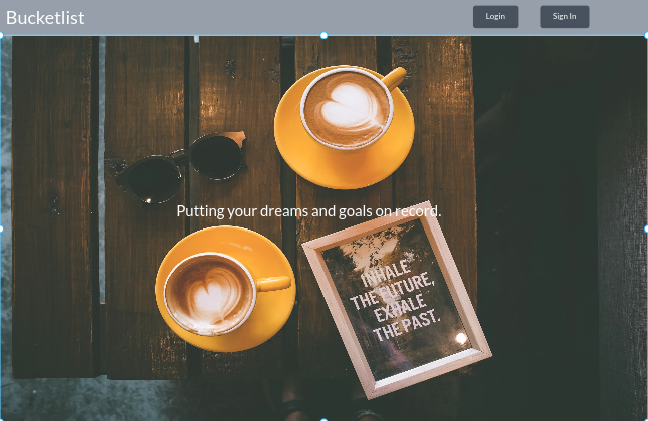 Bucketlist
Login
Sign In
Putting your dreams and goals on record.
INHALE
THE FUTURE,
EXHALE
THE PAST.